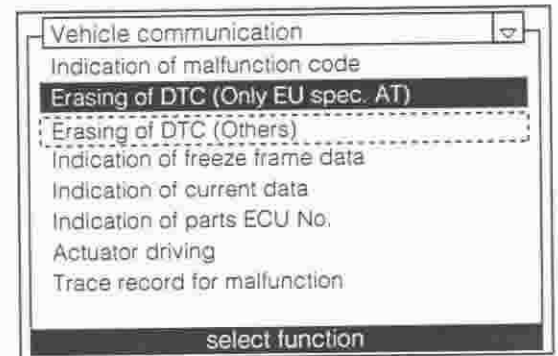 Vehicle communication
Indication of malfunction code
Erasing of DTC (Only EU spec. AT)
Erasing of DTC (Others)
Indication of freeze frame data
Indication of current data
Indication of parts ECU No.
Actuator driving
Trace record for malfunction
select function